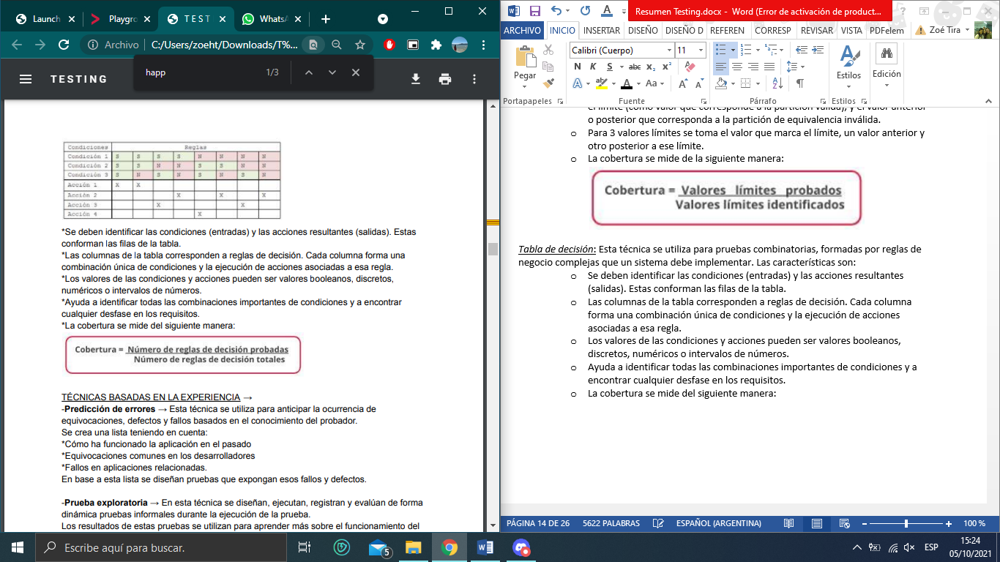 Launch
Playgro
T E S T
WhatsA
Archivo
C:/Users/zoeht/Downloads/T%...
happ
1/3
TESTING
Condiciones Reglas
Condición 1 S S S S N N N N
Condición 2 S S N N S S N N
Condición 3 S N S N S N S N
Acción 1 X X
Acción 2 X X X
Acción 3 X X
Acción 4 X
*Se deben identificar las condiciones (entradas) y las acciones resultantes (salidas). Estas
conforman las filas de la tabla.
*Las columnas de la tabla corresponden a reglas de decisión. Cada columna forma una
combinación única de condiciones y la ejecución de acciones asociadas a esa regla.
*Los valores de las condiciones y acciones pueden ser valores booleanos, discretos,
numéricos o intervalos de números.
*Ayuda a identificar todas las combinaciones importantes de condiciones y a encontrar
cualquier desfase en los requisitos.
*La cobertura se mide del siguiente manera:
Cobertura = Número de reglas de decisión probadas
Número de reglas de decisión totales
TÉCNICAS BASADAS EN LA EXPERIENCIA →
-Predicción de errores → Esta técnica se utiliza para anticipar la ocurrencia de
equivocaciones, defectos y fallos basados en el conocimiento del probador.
Se crea una lista teniendo en cuenta:
*Cómo ha funcionado la aplicación en el pasado
*Equivocaciones comunes en los desarrolladores
*Fallos en aplicaciones relacionadas.
En base a esta lista se diseñan pruebas que expongan esos fallos y defectos.
-Prueba exploratoria → En esta técnica se diseñan, ejecutan, registran y evalúan de forma
dinámica pruebas informales durante la ejecución de la prueba.
Los resultados de estas pruebas se utilizan para aprender más sobre el funcionamiento del
Resumen Testing.docx - Word (Error de activación de product...
ARCHIVO INICIO INSERTAR DISEÑO DISEÑO D REFEREN CORRESP REVISAR VISTA PDFelem Zoé Tira
Calibri (Cuerpo) 11
Pegar
N K S abc x₂ x²
A A Aa A A
Estilos
Edición
Portapapeles Fuente Párrafo Estilos
el límite (como valor que corresponde a la partición válida), y el valor anterior
o posterior que corresponda a la partición de equivalencia inválida.
o Para 3 valores límites se toma el valor que marca el límite, un valor anterior y
otro posterior a ese límite.
o La cobertura se mide de la siguiente manera:
Cobertura = Valores límites probados
Valores límites identificados
Tabla de decisión: Esta técnica se utiliza para pruebas combinatorias, formadas por reglas de
negocio complejas que un sistema debe implementar. Las características son:
o Se deben identificar las condiciones (entradas) y las acciones resultantes
(salidas). Estas conforman las filas de la tabla.
o Las columnas de la tabla corresponden a reglas de decisión. Cada columna
forma una combinación única de condiciones y la ejecución de acciones
asociadas a esa regla.
o Los valores de las condiciones y acciones pueden ser valores booleanos,
discretos, numéricos o intervalos de números.
o Ayuda a identificar todas las combinaciones importantes de condiciones y a
encontrar cualquier desfase en los requisitos.
o La cobertura se mide del siguiente manera:
PÁGINA 14 DE 26 5622 PALABRAS ESPAÑOL (ARGENTINA) 100 %
Escribe aquí para buscar.
5
ESP
15:24
05/10/2021